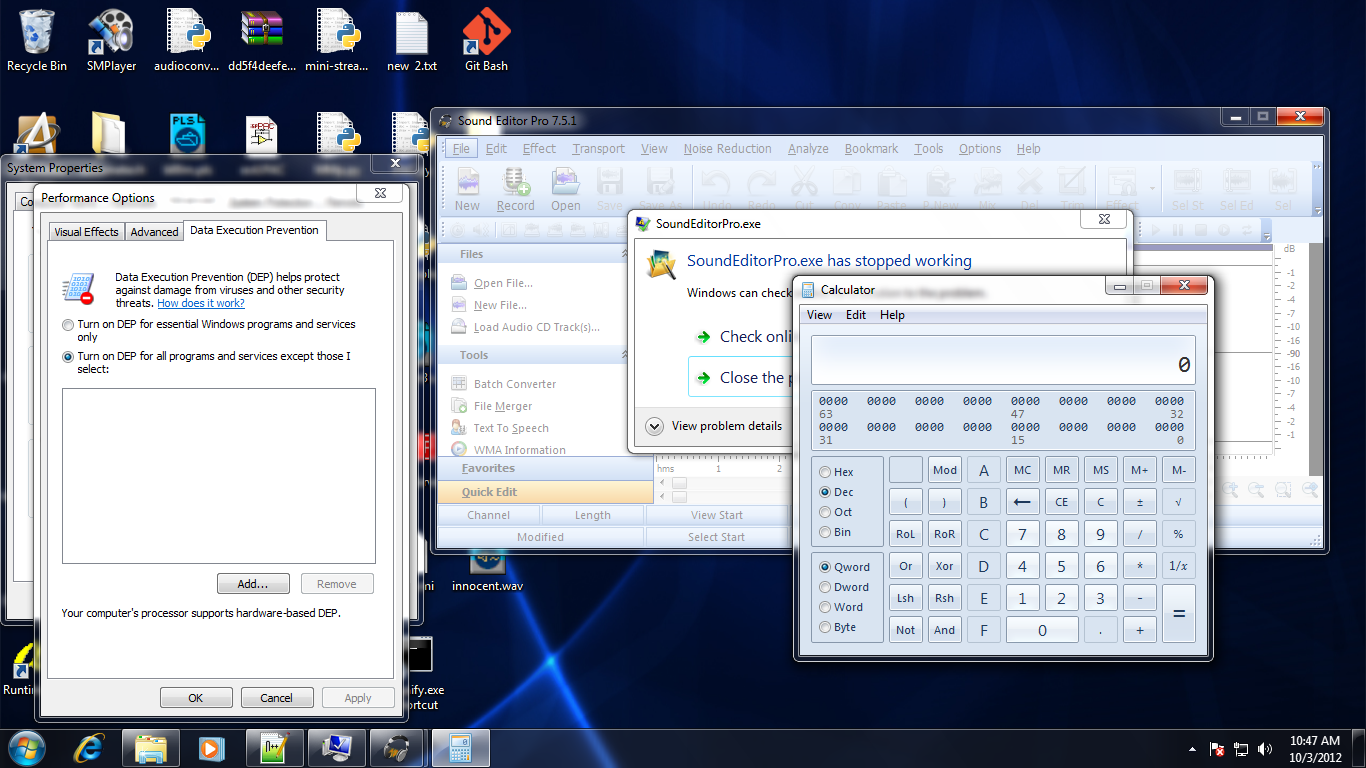 Recycle Bin
SMPlayer
audioconv...
dd5f4deefe...
mini-strea...
new 2.txt
Git Bash
System Properties
Performance Options
Visual Effects
Advanced
Data Execution Prevention
Data Execution Prevention (DEP) helps protect
against damage from viruses and other security
threats. How does it work?
Turn on DEP for essential Windows programs and services
only
Turn on DEP for all programs and services except those I
select:
Add...
Remove
Your computer's processor supports hardware-based DEP.
OK
Cancel
Apply
Sound Editor Pro 7.5.1
File Edit Effect Transport View Noise Reduction Analyze Bookmark Tools Options Help
New Record Open Save Save As Undo Redo Cut Copy Paste P.New Mix Del Trim Effect Sel St Sel Ed Sel
Files
Open File...
New File...
Load Audio CD Track(s)...
Tools
Batch Converter
File Merger
Text To Speech
WMA Information
Favorites
Quick Edit
Channel Length View Start
Modified Select Start
hms 1 2
dB
-1
-2
-4
-7
-10
-16
-90
-16
-10
-7
-4
-2
-1
SoundEditorPro.exe
SoundEditorPro.exe has stopped working
Windows can check
Check onli
Close the p
View problem details
Calculator
View Edit Help
0
0000 0000 0000 0000 0000 0000 0000 0000
63 47 32
0000 0000 0000 0000 0000 0000 0000 0000
31 15 0
Hex
Dec
Oct
Bin
Qword
Dword
Word
Byte
Mod A MC MR MS M+ M-
( ) B ← CE C ± √
RoL RoR C 7 8 9 / %
Or Xor D 4 5 6 * 1/x
Lsh Rsh E 1 2 3 - =
Not And F 0 . +
innocent.wav
PLS
10:47 AM
10/3/2012